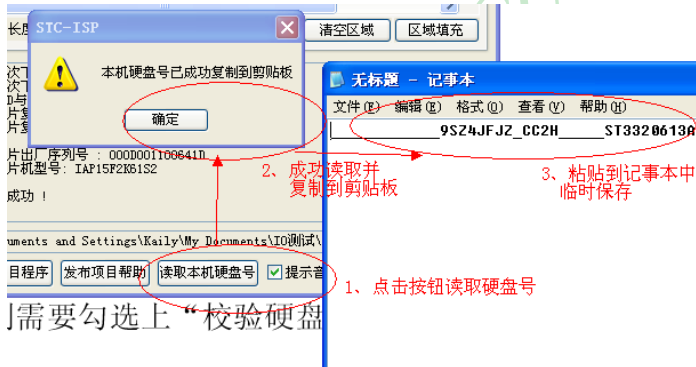 长度
STC-ISP
清空区域
区域填充
本机硬盘号已成功复制到剪贴板
确定
无标题 - 记事本
文件(F) 编辑(E) 格式(O) 查看(V) 帮助(H)
9SZ4JFJZ_CC2H____ST3320613A
片出厂序列号 : 000D001100641D
片机型号: IAP15F2K61S2
成功 !
2、成功读取并
复制到剪贴板
3、粘贴到记事本中
临时保存
uments and Settings\Kaily\My Documents\IO测试\
目程序
发布项目帮助
读取本机硬盘号
提示音
1、点击按钮读取硬盘号
需要勾选上“校验硬盘